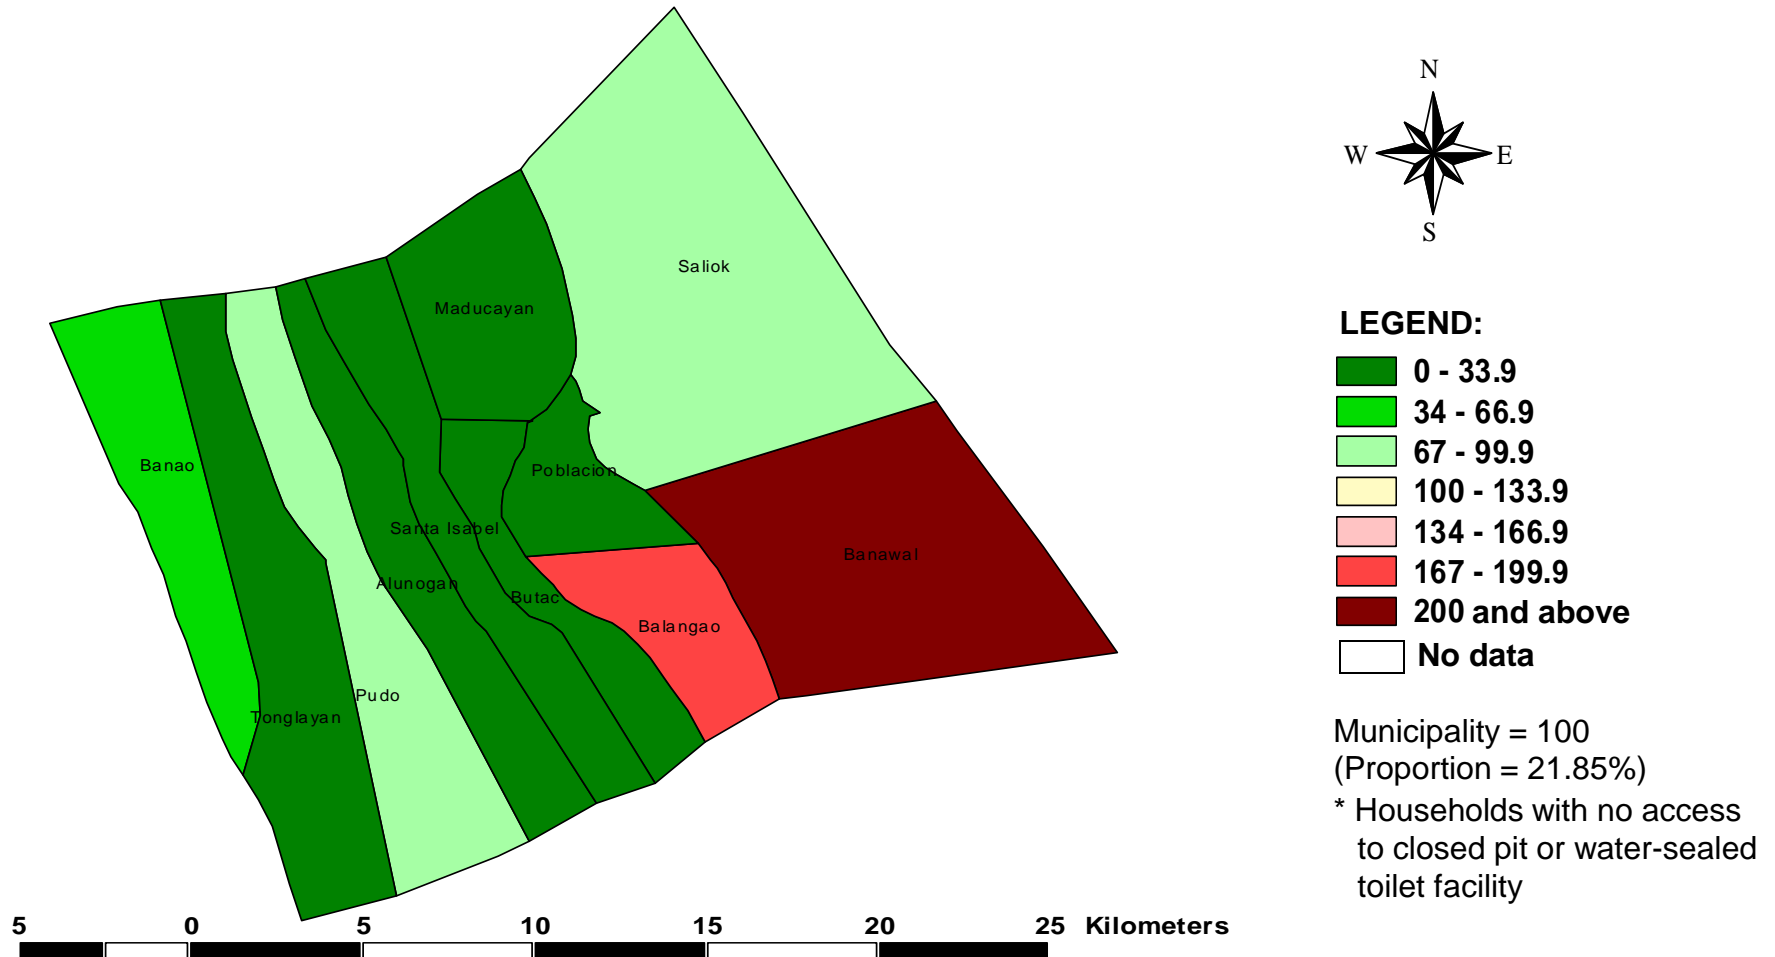 N
W E
S
Saliok
Maducayan
Banao
Poblacion
Santa Isabel
Banawal
Alunogan
Butac
Balangao
Pudo
Tonglayan
LEGEND:
0 - 33.9
34 - 66.9
67 - 99.9
100 - 133.9
134 - 166.9
167 - 199.9
200 and above
No data
Municipality = 100
(Proportion = 21.85%)
* Households with no access
to closed pit or water-sealed
toilet facility
5 0 5 10 15 20 25 Kilometers